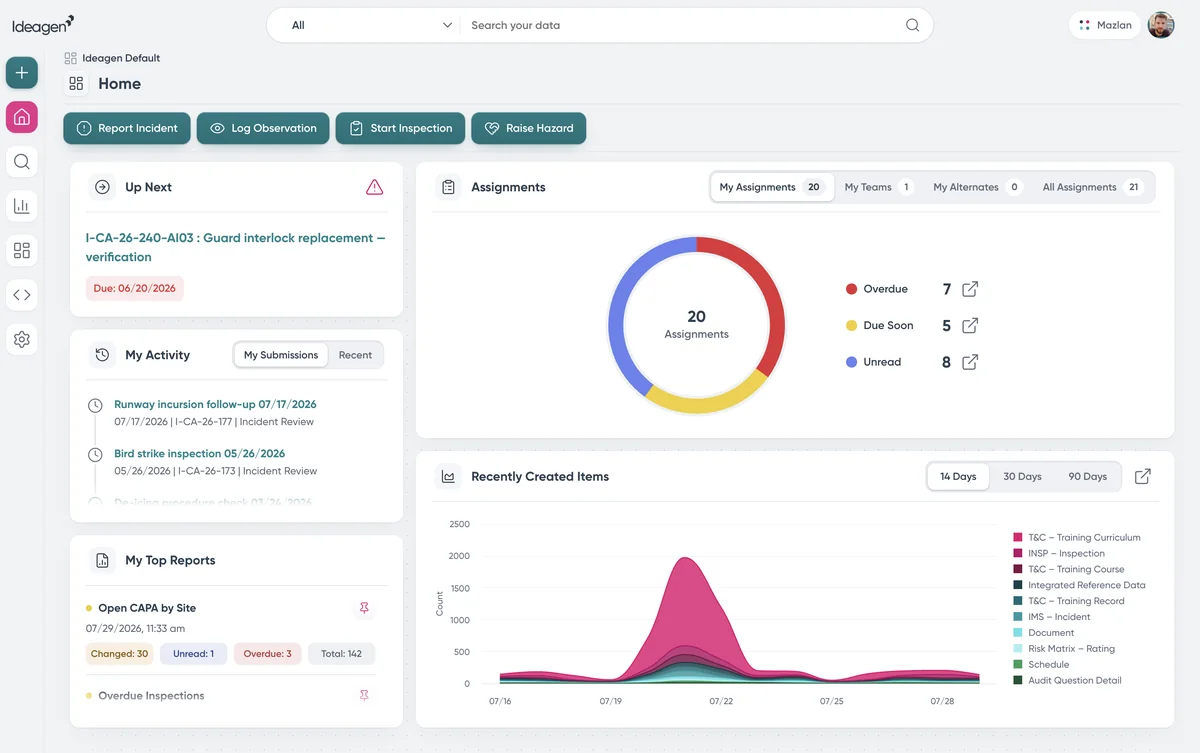 Ideagen
All
Search your data
Mazlan
Ideagen Default
Home
Report Incident
Log Observation
Start Inspection
Raise Hazard
Up Next
I-CA-26-240-AI03 : Guard interlock replacement –
verification
Due: 06/20/2026
My Activity
My Submissions
Recent
Runway incursion follow-up 07/17/2026
07/17/2026 | I-CA-26-177 | Incident Review
Bird strike inspection 05/26/2026
05/26/2026 | I-CA-26-173 | Incident Review
De-icing procedure check 03/24/2026
My Top Reports
Open CAPA by Site
07/29/2026, 11:33 am
Changed: 30
Unread: 1
Overdue: 3
Total: 142
Overdue Inspections
Assignments
My Assignments 20
My Teams 1
My Alternates 0
All Assignments 21
20
Assignments
Overdue 7
Due Soon 5
Unread 8
Recently Created Items
14 Days
30 Days
90 Days
Count
2500
2000
1500
1000
500
0
07/16
07/19
07/22
07/25
07/28
T&C – Training Curriculum
INSP – Inspection
T&C – Training Course
Integrated Reference Data
T&C – Training Record
IMS – Incident
Document
Risk Matrix – Rating
Schedule
Audit Question Detail